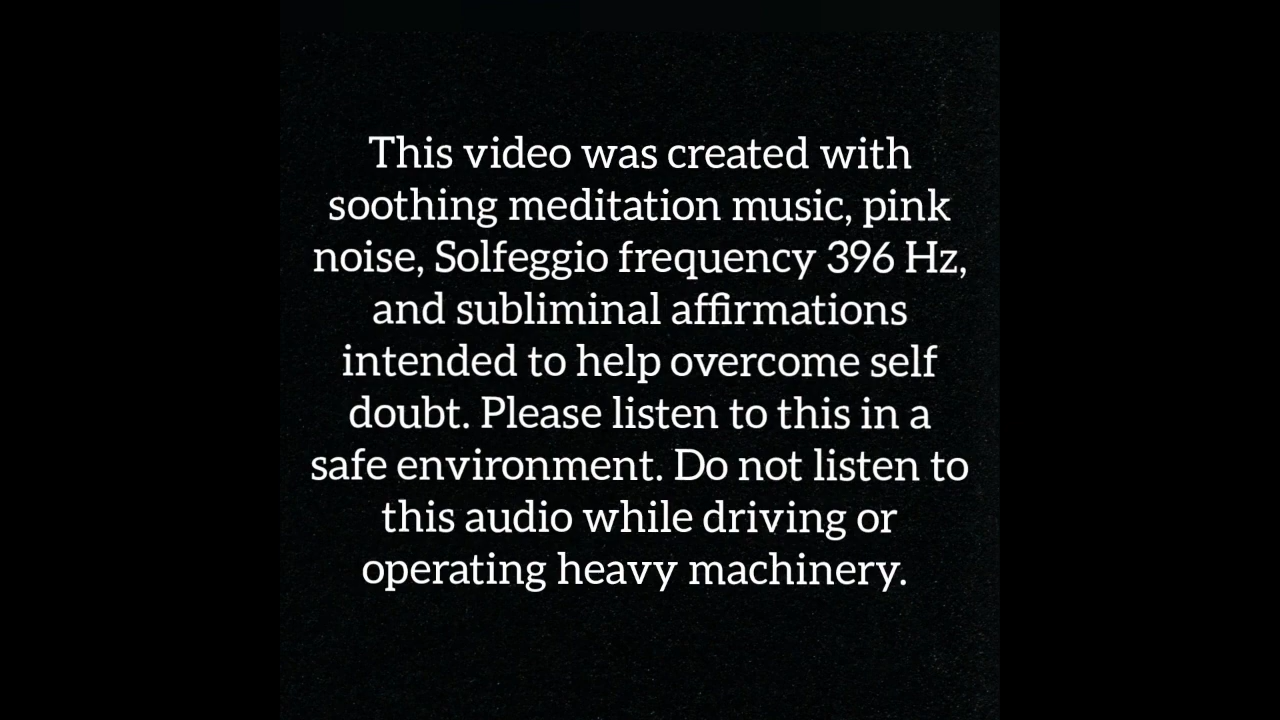 This video was created with
soothing meditation music, pink
noise, Solfeggio frequency 396 Hz,
and subliminal affirmations
intended to help overcome self
doubt. Please listen to this in a
safe environment. Do not listen to
this audio while driving or
operating heavy machinery.